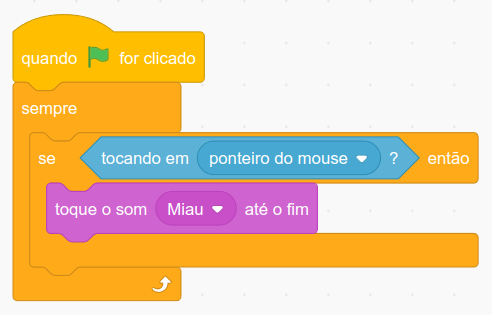 quando for clicado
sempre
se tocando em ponteiro do mouse ? então
toque o som Miau até o fim